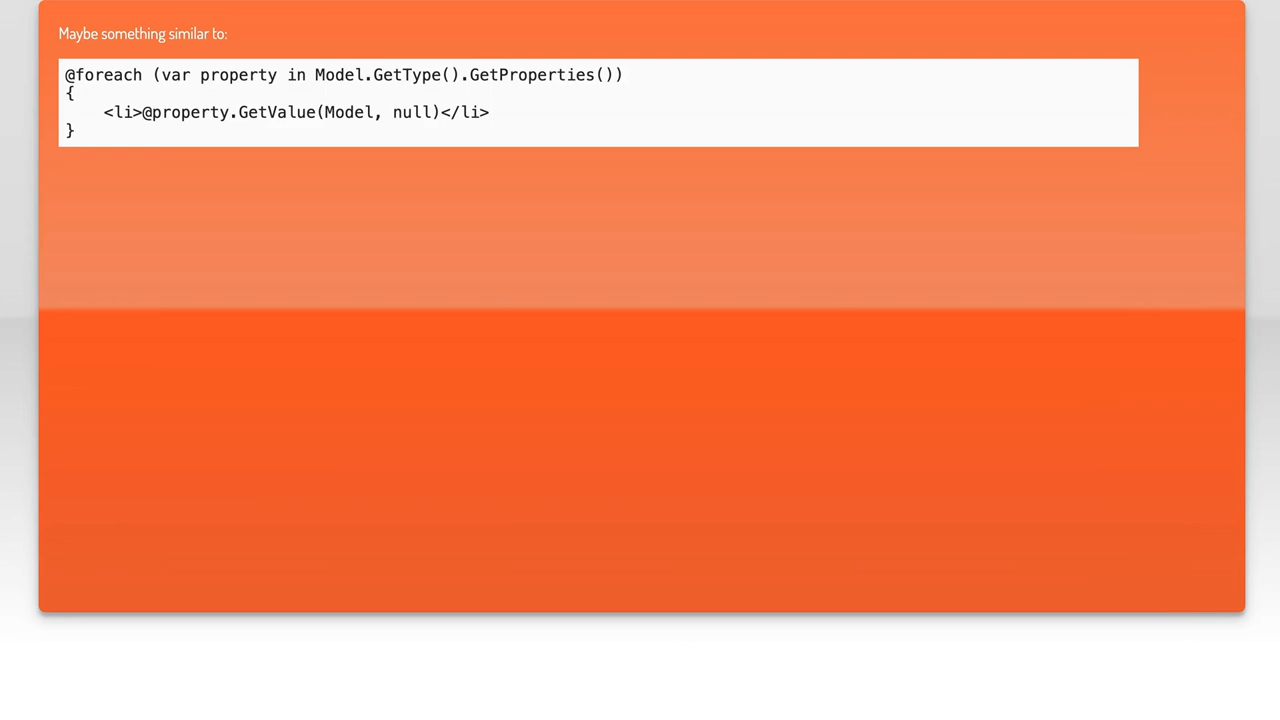 Maybe something similar to:
@foreach (var property in Model.GetType().GetProperties())
{
    <li>@property.GetValue(Model, null)</li>
}